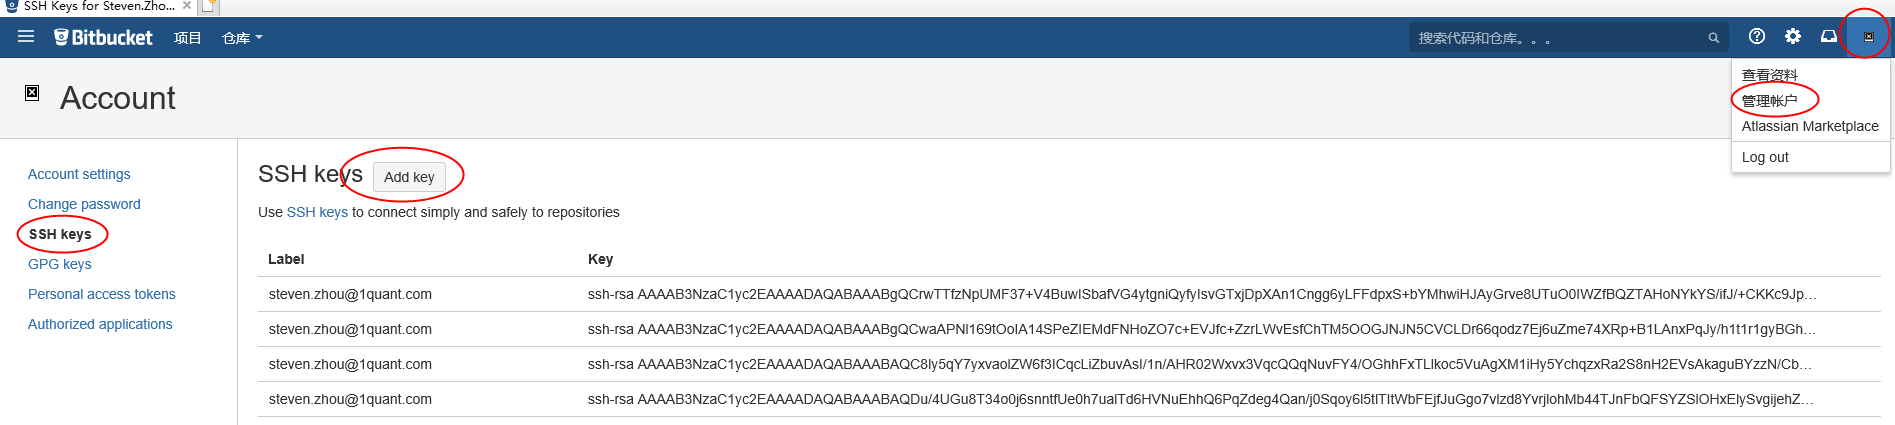 SSH Keys for Steven.Zho...
Bitbucket 项目 仓库 搜索代码和仓库。。。
查看资料
管理帐户
Atlassian Marketplace
Log out
Account
Account settings
Change password
SSH keys
GPG keys
Personal access tokens
Authorized applications
SSH keys Add key
Use SSH keys to connect simply and safely to repositories
Label Key
steven.zhou@1quant.com ssh-rsa AAAAB3NzaC1yc2EAAAADAQABAAABgQCrwTTfzNpUMF37+V4BuwISbafVG4ytgniQyfyIsvGTxjDpXAn1Cngg6yLFFdpxS+bYMhwiHJAyGrve8UTuO0IWZfBQZTAHoNYkYS/ifJ/+CKKc9Jp...
steven.zhou@1quant.com ssh-rsa AAAAB3NzaC1yc2EAAAADAQABAAABgQCwaAPNl169tOolA14SPeZIEMdFNHoZO7c+EVJfc+ZzrLWvEsfChTM5OOGJNJN5CVCLDr66qodz7Ej6uZme74XRp+B1LAnxPqJy/h1t1r1gyBGh...
steven.zhou@1quant.com ssh-rsa AAAAB3NzaC1yc2EAAAADAQABAAABAQC8ly5qY7yxvaolZW6f3ICqcLiZbuvAsI/1n/AHR02Wxvx3VqcQQqNuvFY4/OGhhFxTLlkoc5VuAgXM1iHy5YchqzxRa2S8nH2EVsAkaguBYzzN/Cb...
steven.zhou@1quant.com ssh-rsa AAAAB3NzaC1yc2EAAAADAQABAAABAQDu/4UGu8T34o0j6snntfUe0h7ualTd6HVNuEhhQ6PqZdeg4Qan/j0Sqoy6l5tlTItWbFEjfJuGgo7vlzd8YvrjlohMb44TJnFbQFSYZSlOHxElySvgijehZ...